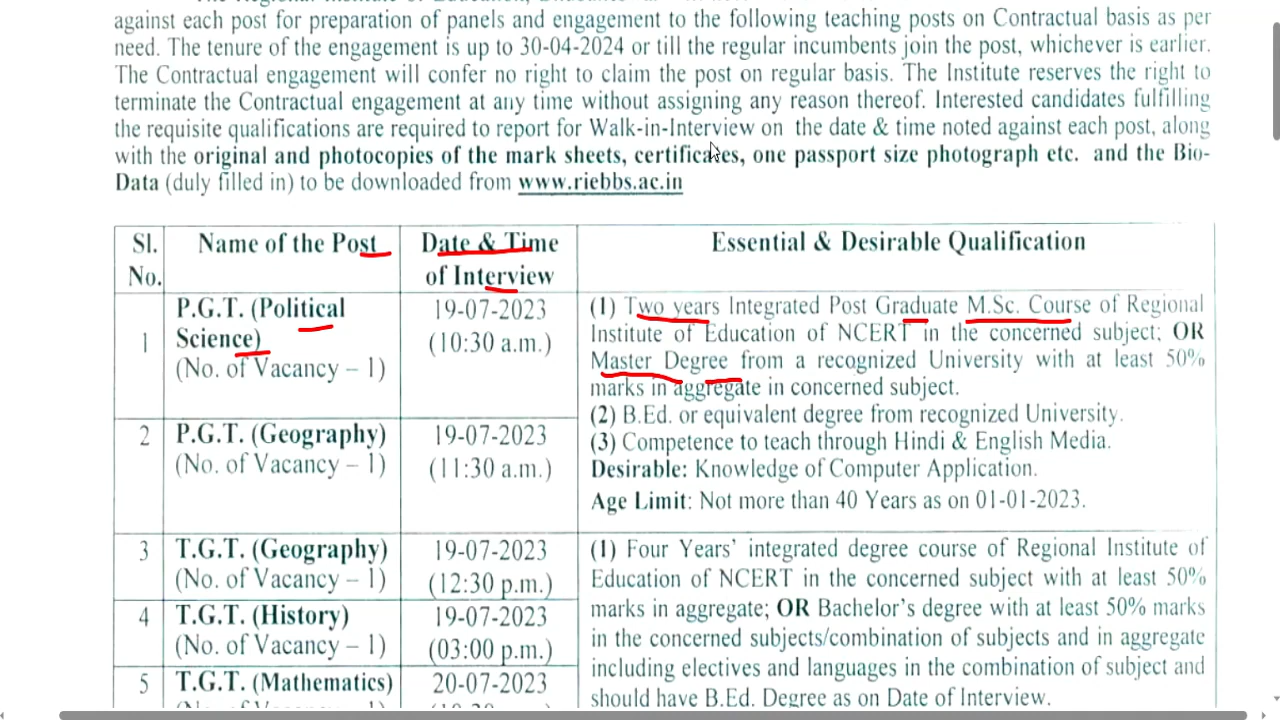 against each post for preparation of panels and engagement to the following teaching posts on Contractual basis as per
need. The tenure of the engagement is up to 30-04-2024 or till the regular incumbents join the post, whichever is earlier.
The Contractual engagement will confer no right to claim the post on regular basis. The Institute reserves the right to
terminate the Contractual engagement at any time without assigning any reason thereof. Interested candidates fulfilling
the requisite qualifications are required to report for Walk-in-Interview on the date & time noted against each post, along
with the original and photocopies of the mark sheets, certificates, one passport size photograph etc. and the Bio-
Data (duly filled in) to be downloaded from www.riebbs.ac.in
Sl.
No.
Name of the Post
Date & Time
of Interview
Essential & Desirable Qualification
1
P.G.T. (Political
Science)
(No. of Vacancy – 1)
19-07-2023
(10:30 a.m.)
(1) Two years Integrated Post Graduate M.Sc. Course of Regional
Institute of Education of NCERT in the concerned subject; OR
Master Degree from a recognized University with at least 50%
marks in aggregate in concerned subject.
(2) B.Ed. or equivalent degree from recognized University.
(3) Competence to teach through Hindi & English Media.
Desirable: Knowledge of Computer Application.
Age Limit: Not more than 40 Years as on 01-01-2023.
2
P.G.T. (Geography)
(No. of Vacancy – 1)
19-07-2023
(11:30 a.m.)
3
T.G.T. (Geography)
(No. of Vacancy – 1)
19-07-2023
(12:30 p.m.)
(1) Four Years' integrated degree course of Regional Institute of
Education of NCERT in the concerned subject with at least 50%
marks in aggregate; OR Bachelor's degree with at least 50% marks
in the concerned subjects/combination of subjects and in aggregate
including electives and languages in the combination of subject and
should have B.Ed. Degree as on Date of Interview.
4
T.G.T. (History)
(No. of Vacancy – 1)
19-07-2023
(03:00 p.m.)
5
T.G.T. (Mathematics)
20-07-2023